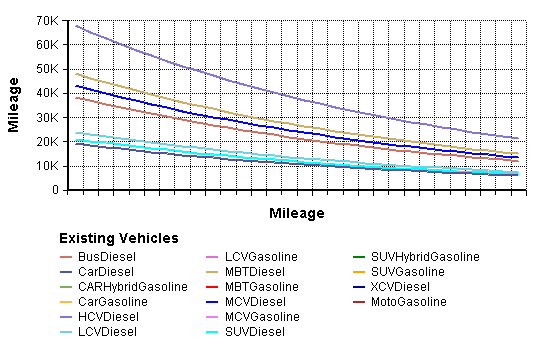 70K
60K
50K
40K
30K
20K
10K
0
Mileage
Mileage
Existing Vehicles
BusDiesel LCVGasoline SUVHybridGasoline
CarDiesel MBTDiesel SUVGasoline
CARHybridGasoline MBTGasoline XCVDiesel
CarGasoline MCVDiesel MotoGasoline
HCVDiesel MCVGasoline
LCVDiesel SUVDiesel